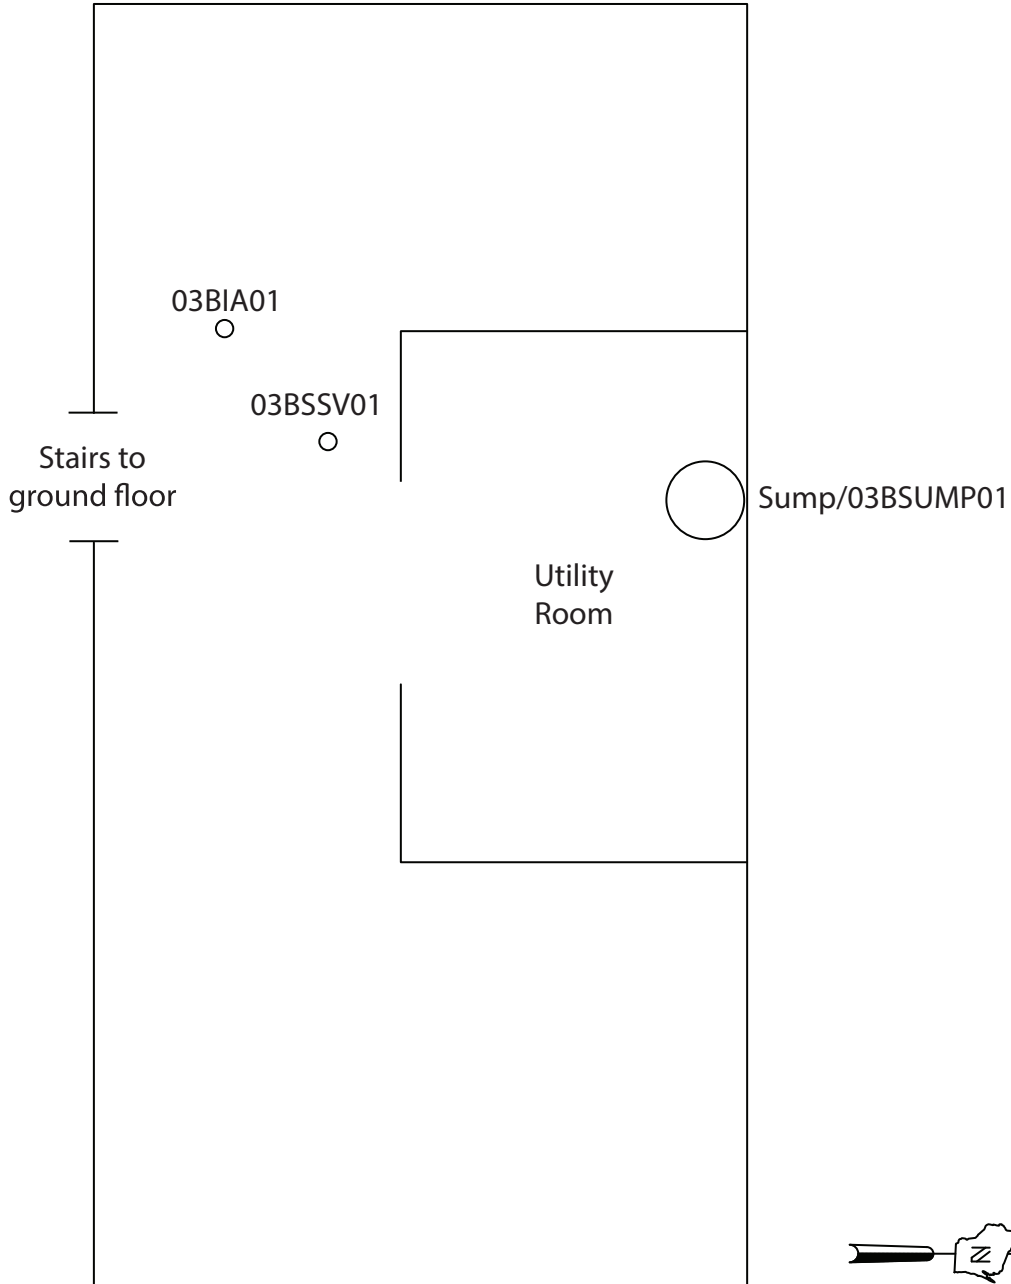 03BIA01
03BSSV01
Stairs to
ground floor
Sump/03BSUMP01
Utility
Room
N